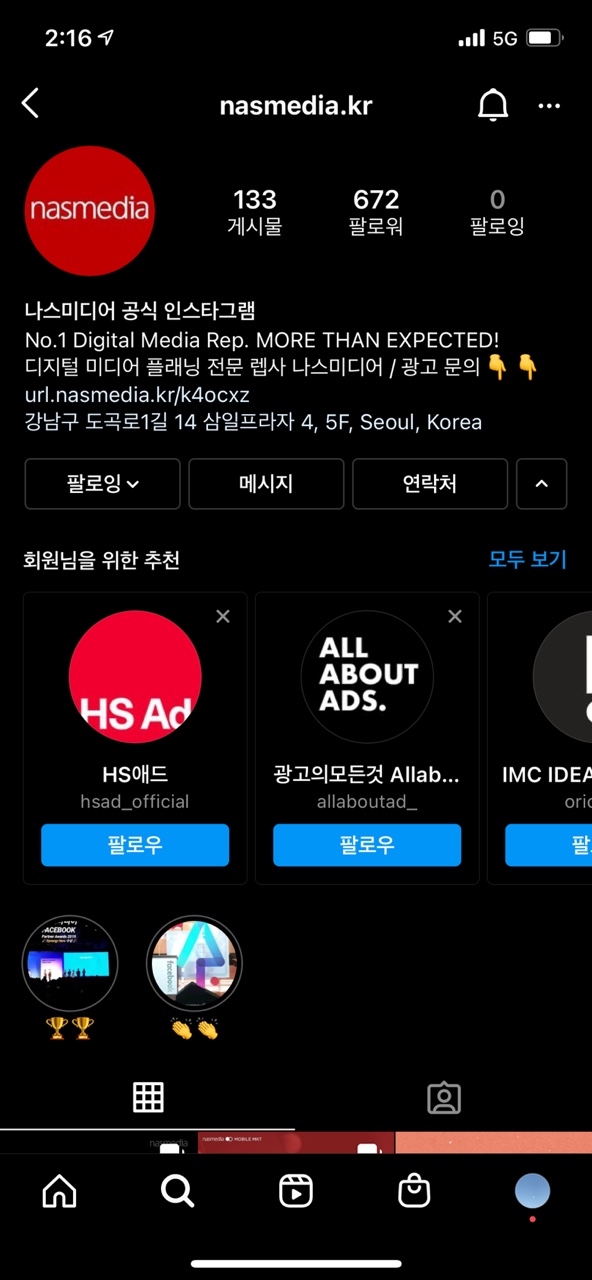 2:16
5G
nasmedia.kr
nasmedia
133
672
0
게시물
팔로워
팔로잉
나스미디어 공식 인스타그램
No.1 Digital Media Rep. MORE THAN EXPECTED!
디지털 미디어 플래닝 전문 렙사 나스미디어 / 광고 문의 👇 👇
url.nasmedia.kr/k4ocxz
강남구 도곡로1길 14 삼일프라자 4, 5F, Seoul, Korea
팔로잉
메시지
연락처
회원님을 위한 추천
모두 보기
HS Ad
ALL
ABOUT
ADS.
HS애드
광고의모든것 Allab...
IMC IDEA
hsad_official
allaboutad_
팔로우
팔로우
팔
FACEBOOK
Partner Awards 2019
facebook
🏆🏆
👏👏
nasmedia
nasmedia
MOBILE MKT